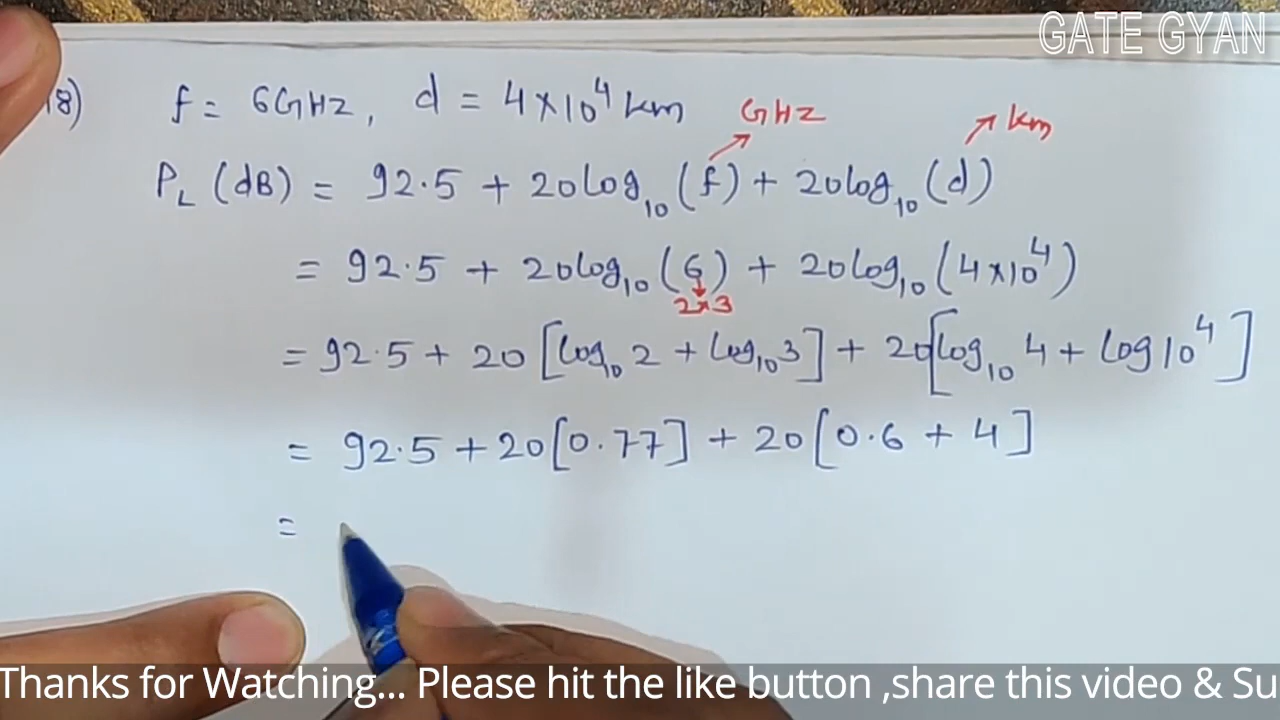 GATE GYAN
18) f = 6GHz, d = 4×10⁴ km
GHz
km
P_L (dB) = 92.5 + 20log₁₀(f) + 20log₁₀(d)
= 92.5 + 20log₁₀(6) + 20log₁₀(4×10⁴)
2×3
= 92.5 + 20[log₁₀2 + log₁₀3] + 20[log₁₀4 + log10⁴]
= 92.5 + 20[0.77] + 20[0.6 + 4]
=
Thanks for Watching... Please hit the like button ,share this video & Su